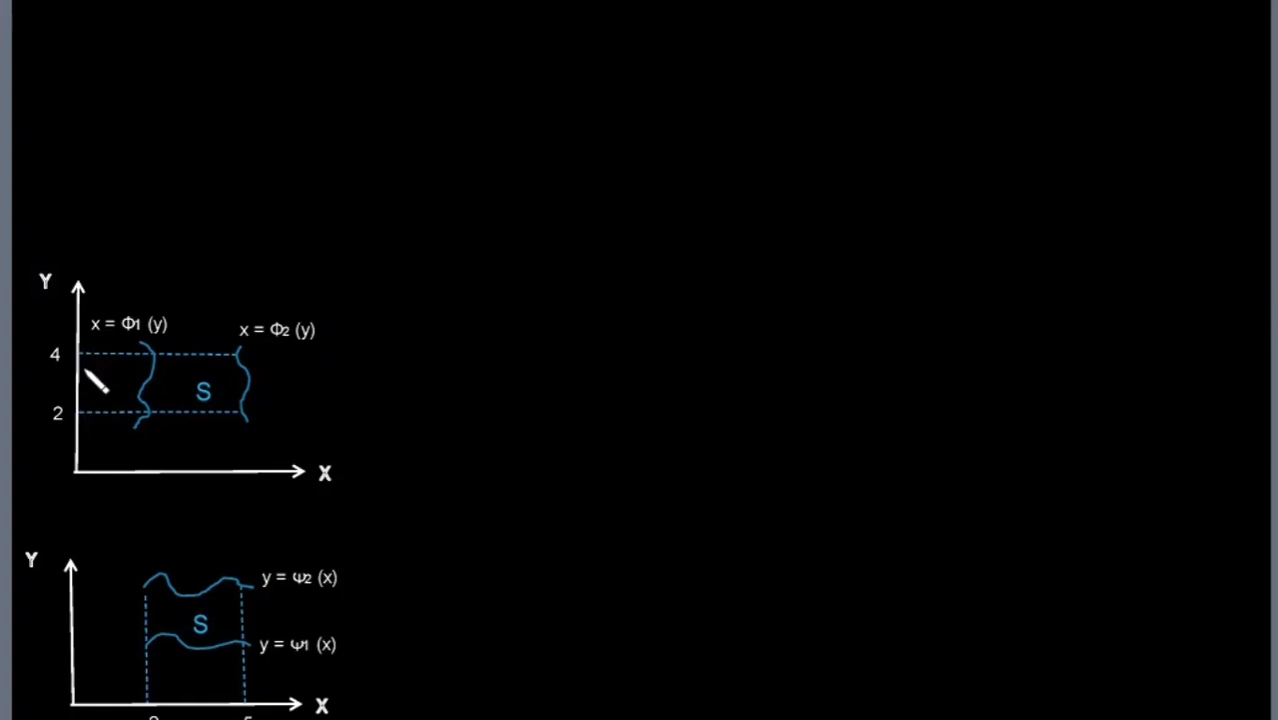 Y
x = Φ1 (y)
x = Φ2 (y)
4
S
2
X
Y
y = Ψ2 (x)
S
y = Ψ1 (x)
X